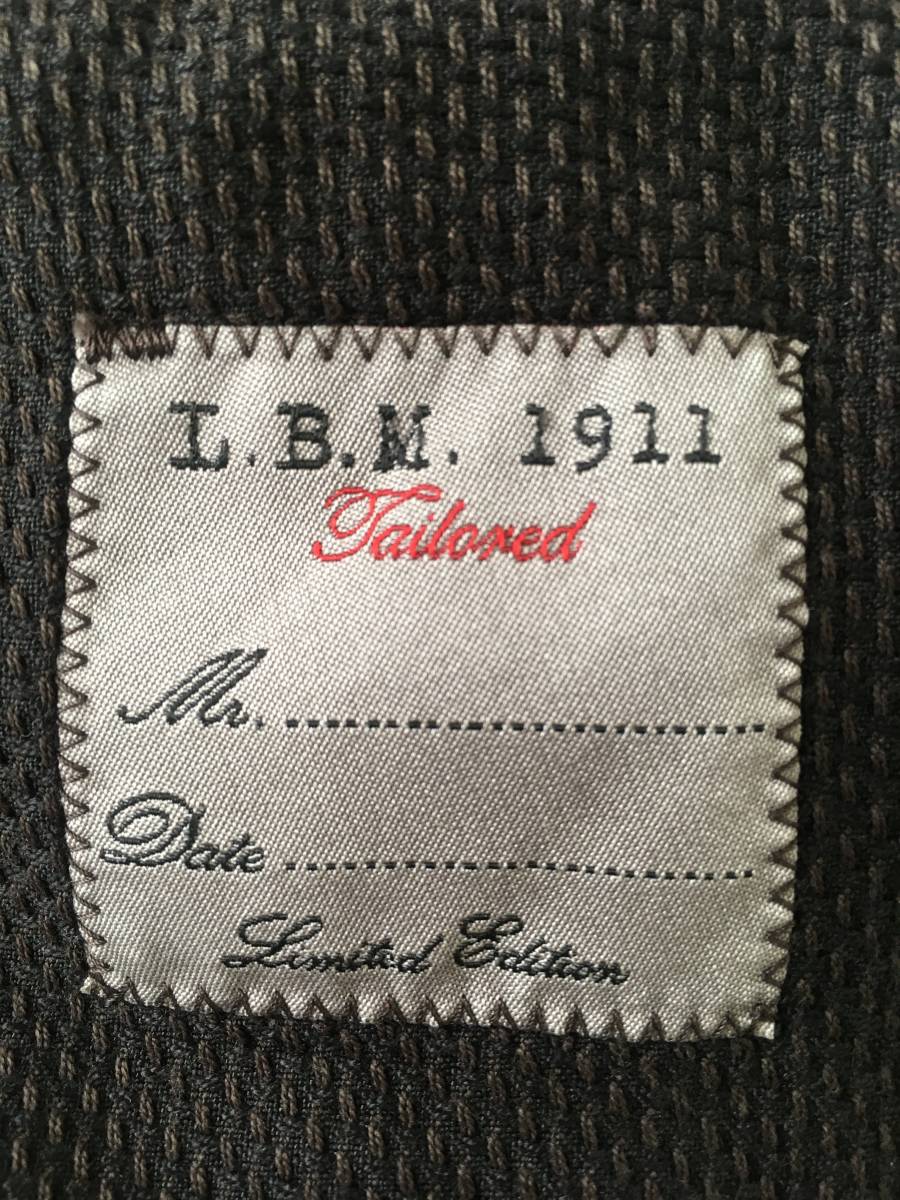 L.B.M. 1911
Tailored
Mr. ........................................
Date ........................................
Limited Edition